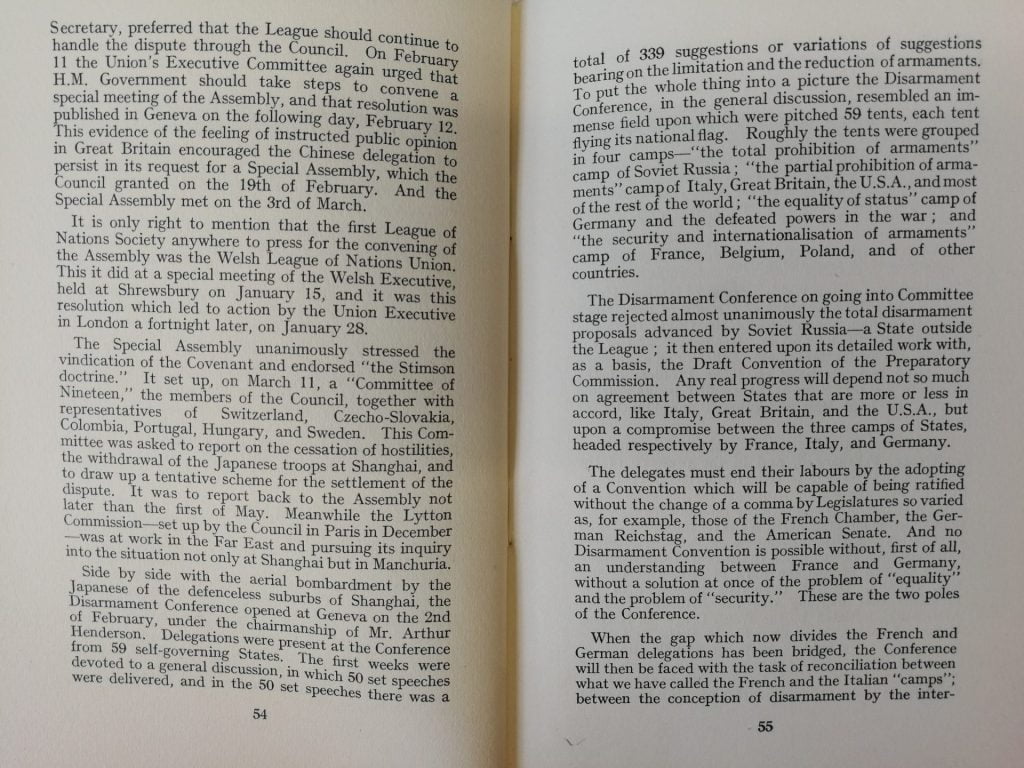 Secretary, preferred that the League should continue to
handle the dispute through the Council. On February
11 the Union's Executive Committee again urged that
H.M. Government should take steps to convene a
special meeting of the Assembly, and that resolution was
published in Geneva on the following day, February 12.
This evidence of the feeling of instructed public opinion
in Great Britain encouraged the Chinese delegation to
persist in its request for a Special Assembly, which the
Council granted on the 19th of February. And the
Special Assembly met on the 3rd of March.
It is only right to mention that the first League of
Nations Society anywhere to press for the convening of
the Assembly was the Welsh League of Nations Union.
This it did at a special meeting of the Welsh Executive,
held at Shrewsbury on January 15, and it was this
resolution which led to action by the Union Executive
in London a fortnight later, on January 28.
The Special Assembly unanimously stressed the
vindication of the Covenant and endorsed "the Stimson
doctrine." It set up, on March 11, a "Committee of
Nineteen," the members of the Council, together with
representatives of Switzerland, Czecho-Slovakia,
Colombia, Portugal, Hungary, and Sweden. This Com-
mittee was asked to report on the cessation of hostilities,
the withdrawal of the Japanese troops at Shanghai, and
to draw up a tentative scheme for the settlement of the
dispute. It was to report back to the Assembly not
later than the first of May. Meanwhile the Lytton
Commission—set up by the Council in Paris in December
—was at work in the Far East and pursuing its inquiry
into the situation not only at Shanghai but in Manchuria.
Side by side with the aerial bombardment by the
Japanese of the defenceless suburbs of Shanghai, the
Disarmament Conference opened at Geneva on the 2nd
of February, under the chairmanship of Mr. Arthur
Henderson. Delegations were present at the Conference
from 59 self-governing States. The first weeks were
devoted to a general discussion, in which 50 set speeches
were delivered, and in the 50 set speeches there was a
54
total of 339 suggestions or variations of suggestions
bearing on the limitation and the reduction of armaments.
To put the whole thing into a picture the Disarmament
Conference, in the general discussion, resembled an im-
mense field upon which were pitched 59 tents, each tent
flying its national flag. Roughly the tents were grouped
in four camps—"the total prohibition of armaments"
camp of Soviet Russia; "the partial prohibition of arma-
ments" camp of Italy, Great Britain, the U.S.A., and most
of the rest of the world; "the equality of status" camp of
Germany and the defeated powers in the war; and
"the security and internationalisation of armaments"
camp of France, Belgium, Poland, and of other
countries.
The Disarmament Conference on going into Committee
stage rejected almost unanimously the total disarmament
proposals advanced by Soviet Russia—a State outside
the League; it then entered upon its detailed work with,
as a basis, the Draft Convention of the Preparatory
Commission. Any real progress will depend not so much
on agreement between States that are more or less in
accord, like Italy, Great Britain, and the U.S.A., but
upon a compromise between the three camps of States,
headed respectively by France, Italy, and Germany.
The delegates must end their labours by the adopting
of a Convention which will be capable of being ratified
without the change of a comma by Legislatures so varied
as, for example, those of the French Chamber, the Ger-
man Reichstag, and the American Senate. And no
Disarmament Convention is possible without, first of all,
an understanding between France and Germany,
without a solution at once of the problem of "equality"
and the problem of "security." These are the two poles
of the Conference.
When the gap which now divides the French and
German delegations has been bridged, the Conference
will then be faced with the task of reconciliation between
what we have called the French and the Italian "camps";
between the conception of disarmament by the inter-
55